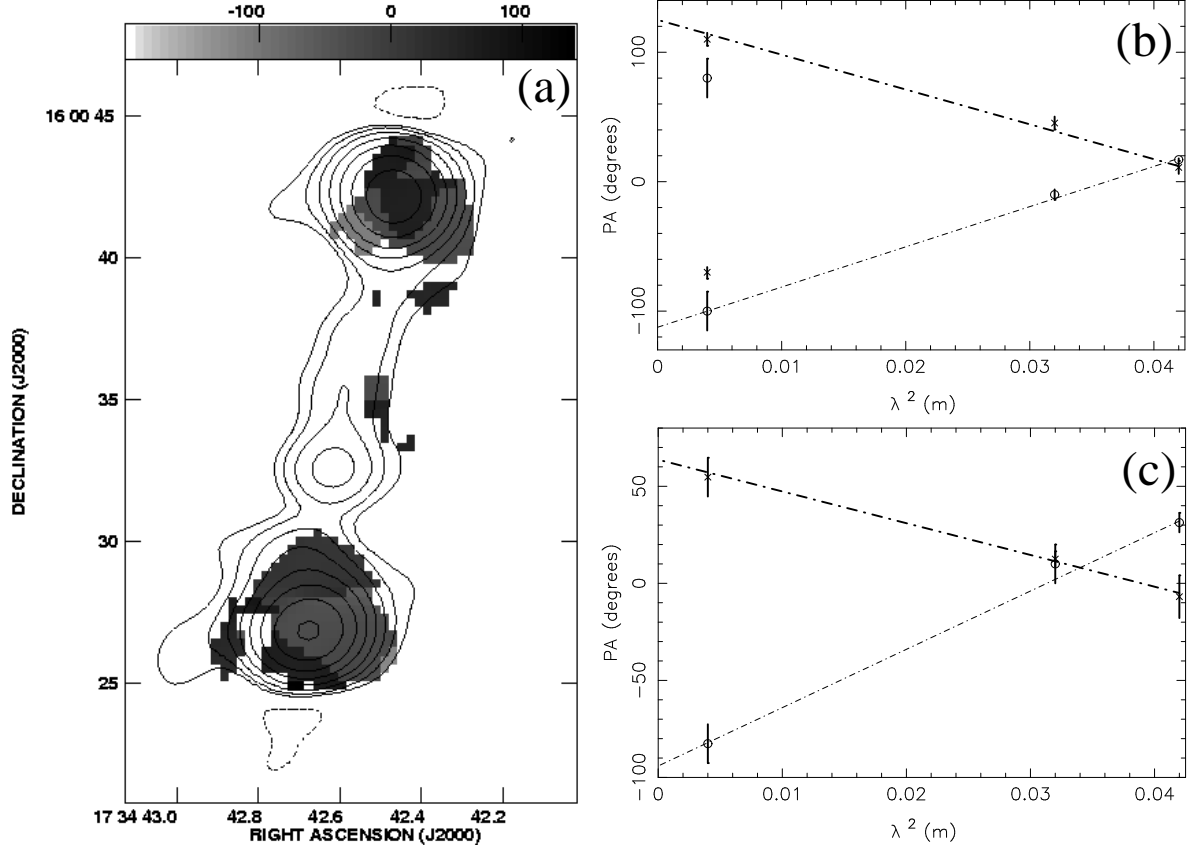 -100 0 100
(a)
16 00 45
40
35
30
25
DECLINATION (J2000)
17 34 43.0 42.8 42.6 42.4 42.2
RIGHT ASCENSION (J2000)
(b)
100
0
-100
PA (degrees)
0 0.01 0.02 0.03 0.04
λ 2 (m)
(c)
50
0
-50
-100
PA (degrees)
0 0.01 0.02 0.03 0.04
λ 2 (m)